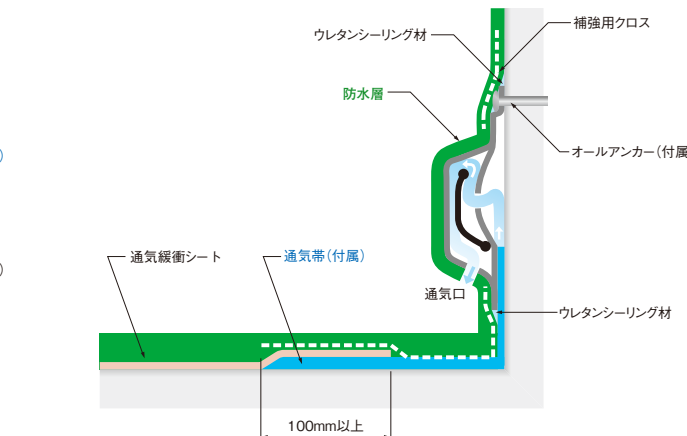 補強用クロス
ウレタンシーリング材
防水層
オールアンカー(付属
通気緩衝シート
通気帯(付属)
通気口
ウレタンシーリング材
100mm以上
)
)